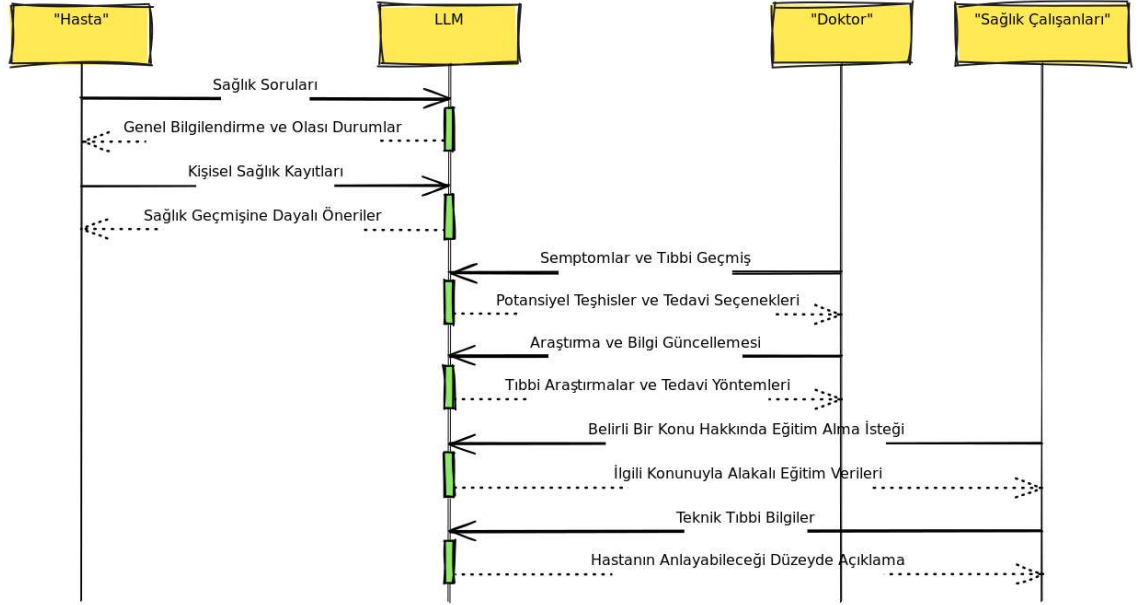 "Hasta"
LLM
"Doktor"
"Sağlık Çalışanları"
Sağlık Soruları
Genel Bilgilendirme ve Olası Durumlar
Kişisel Sağlık Kayıtları
Sağlık Geçmişine Dayalı Öneriler
Semptomlar ve Tıbbi Geçmiş
Potansiyel Teşhisler ve Tedavi Seçenekleri
Araştırma ve Bilgi Güncellemesi
Tıbbi Araştırmalar ve Tedavi Yöntemleri
Belirli Bir Konu Hakkında Eğitim Alma İsteği
İlgili Konunuyla Alakalı Eğitim Verileri
Teknik Tıbbi Bilgiler
Hastanın Anlayabileceği Düzeyde Açıklama